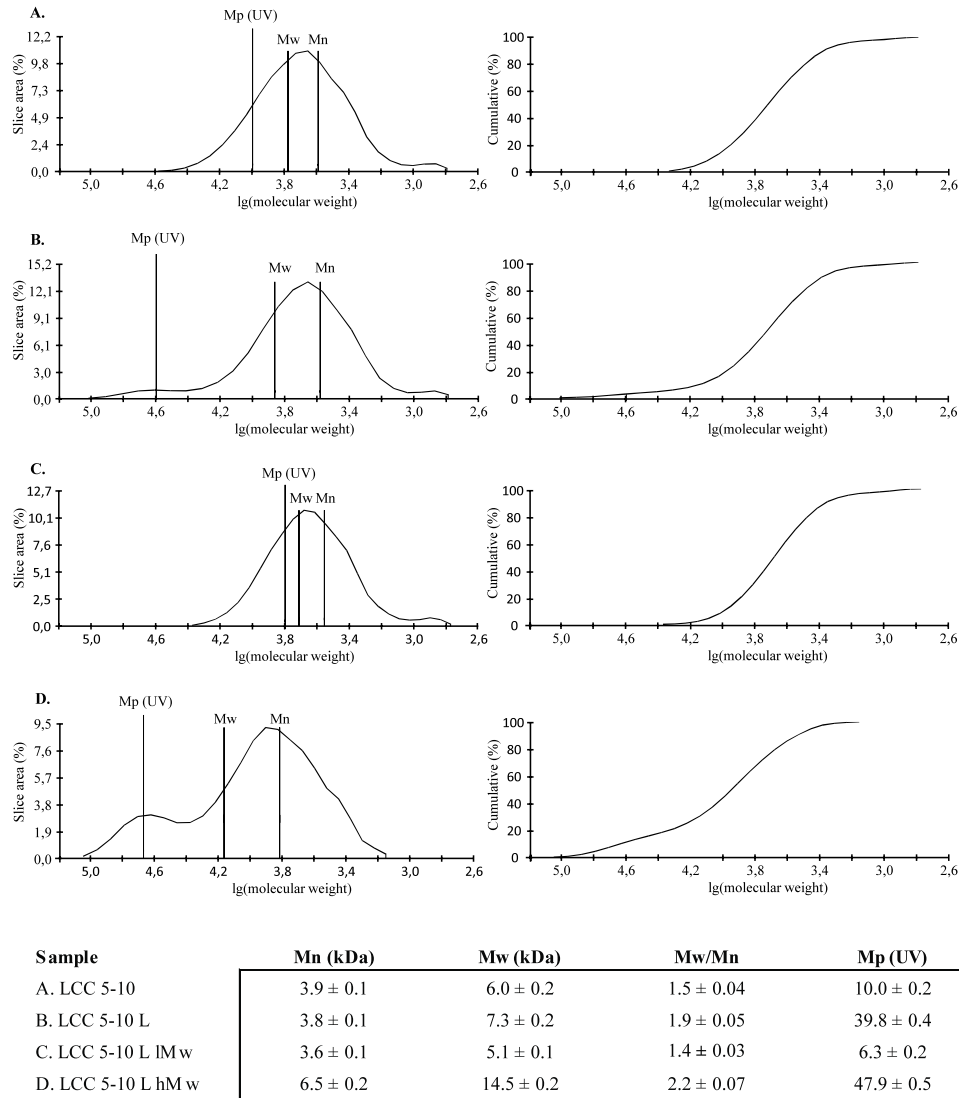 A.
Mp (UV)
Mw Mn
12,2
9,8
7,3
4,9
2,4
0,0
Slice area (%)
5,0 4,6 4,2 3,8 3,4 3,0 2,6
lg(molecular weight)
100
80
60
40
20
0
Cumulative (%)
5,0 4,6 4,2 3,8 3,4 3,0 2,6
lg(molecular weight)
B.
Mp (UV)
Mw Mn
15,2
12,1
9,1
6,1
3,0
0,0
Slice area (%)
5,0 4,6 4,2 3,8 3,4 3,0 2,6
lg(molecular weight)
100
80
60
40
20
0
Cumulative (%)
5,0 4,6 4,2 3,8 3,4 3,0 2,6
lg(molecular weight)
C.
Mp (UV)
Mw Mn
12,7
10,1
7,6
5,1
2,5
0,0
Slice area (%)
5,0 4,6 4,2 3,8 3,4 3,0 2,6
lg(molecular weight)
100
80
60
40
20
0
Cumulative (%)
5,0 4,6 4,2 3,8 3,4 3,0 2,6
lg(molecular weight)
D.
Mp (UV)
Mw Mn
9,5
7,6
5,7
3,8
1,9
0,0
Slice area (%)
5,0 4,6 4,2 3,8 3,4 3,0 2,6
lg(molecular weight)
100
80
60
40
20
0
Cumulative (%)
5,0 4,6 4,2 3,8 3,4 3,0 2,6
lg(molecular weight)
Sample Mn (kDa) Mw (kDa) Mw/Mn Mp (UV)
A. LCC 5-10 3.9 ± 0.1 6.0 ± 0.2 1.5 ± 0.04 10.0 ± 0.2
B. LCC 5-10 L 3.8 ± 0.1 7.3 ± 0.2 1.9 ± 0.05 39.8 ± 0.4
C. LCC 5-10 L lMw 3.6 ± 0.1 5.1 ± 0.1 1.4 ± 0.03 6.3 ± 0.2
D. LCC 5-10 L hMw 6.5 ± 0.2 14.5 ± 0.2 2.2 ± 0.07 47.9 ± 0.5